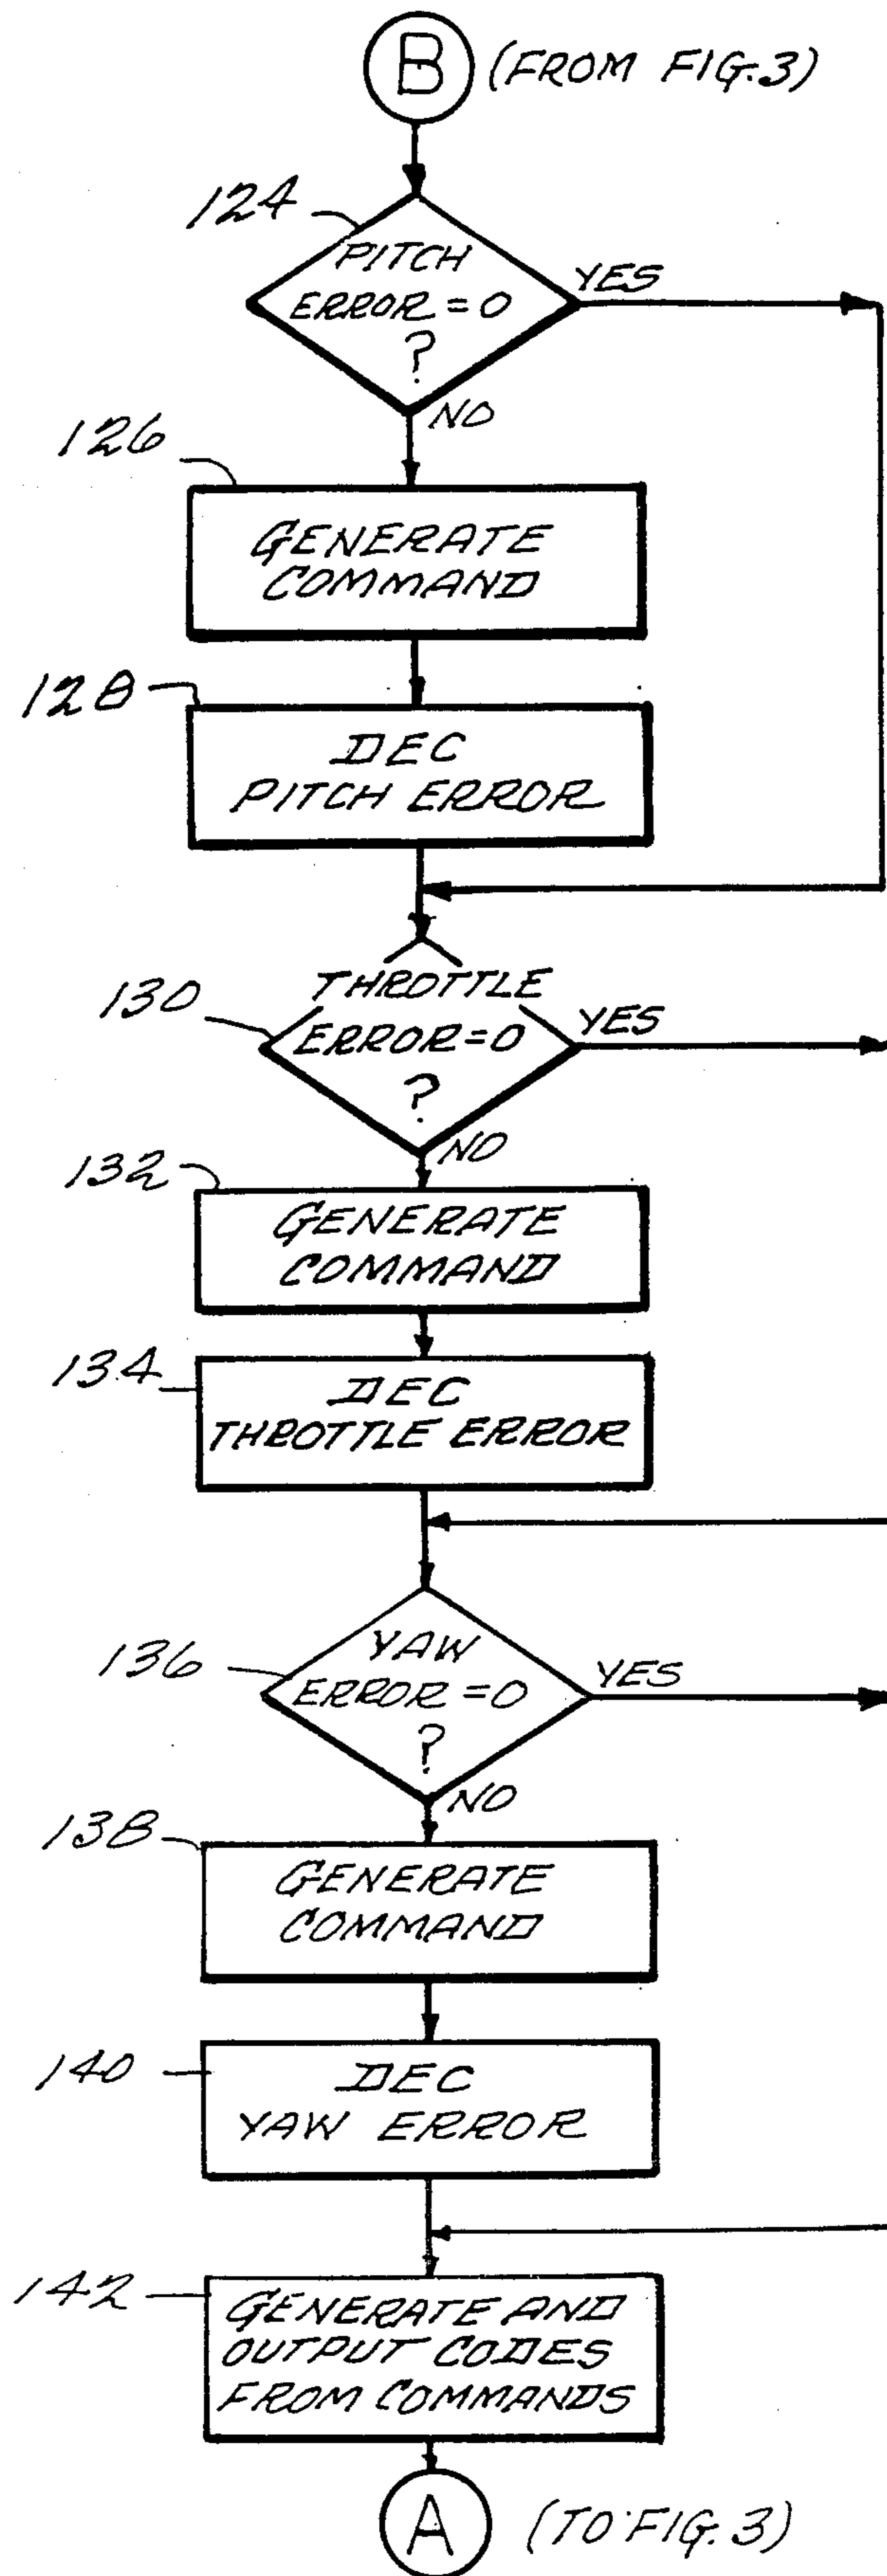 B (FROM FIG.3)
124
PITCH
ERROR = 0
?
YES
NO
126
GENERATE
COMMAND
128
DEC
PITCH ERROR
130
THROTTLE
ERROR=0
?
YES
NO
132
GENERATE
COMMAND
134
DEC
THROTTLE ERROR
136
YAW
ERROR =0
?
YES
NO
138
GENERATE
COMMAND
140
DEC
YAW ERROR
142
GENERATE AND
OUTPUT CODES
FROM COMMANDS
A (TO FIG. 3)